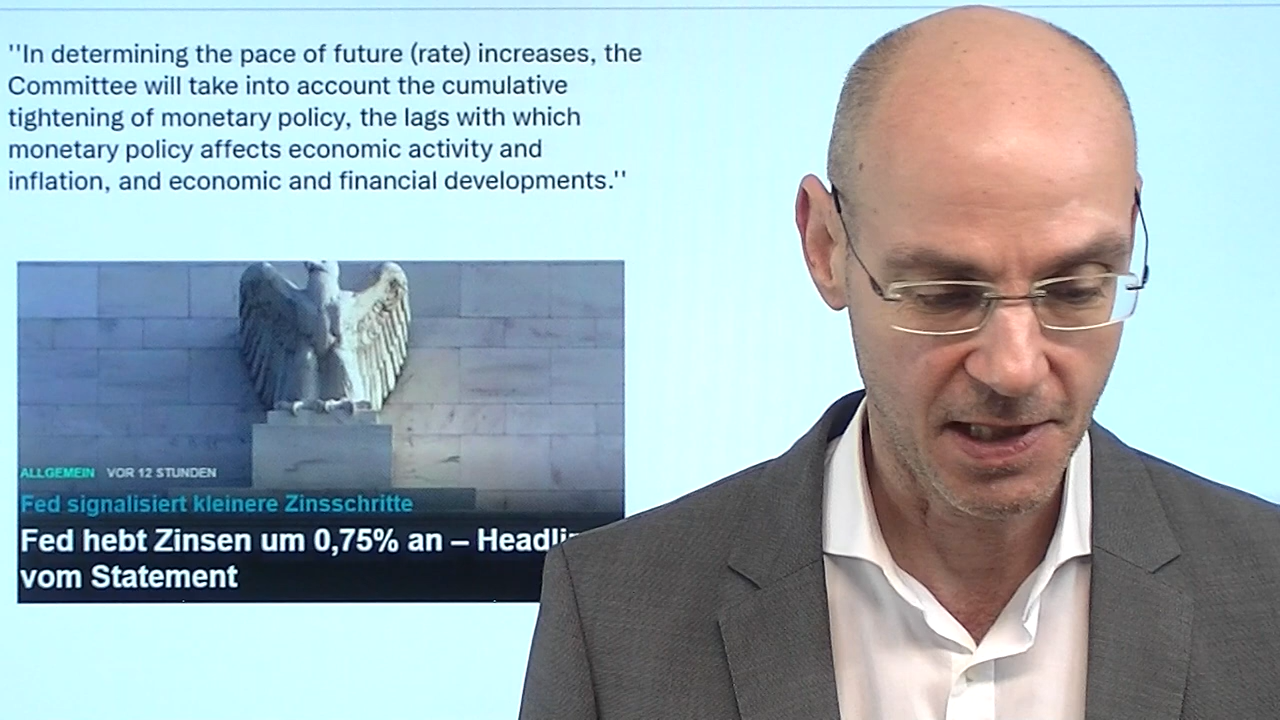 ''In determining the pace of future (rate) increases, the
Committee will take into account the cumulative
tightening of monetary policy, the lags with which
monetary policy affects economic activity and
inflation, and economic and financial developments.''
ALLGEMEIN VOR 12 STUNDEN
Fed signalisiert kleinere Zinsschritte
Fed hebt Zinsen um 0,75% an –
vom Statement